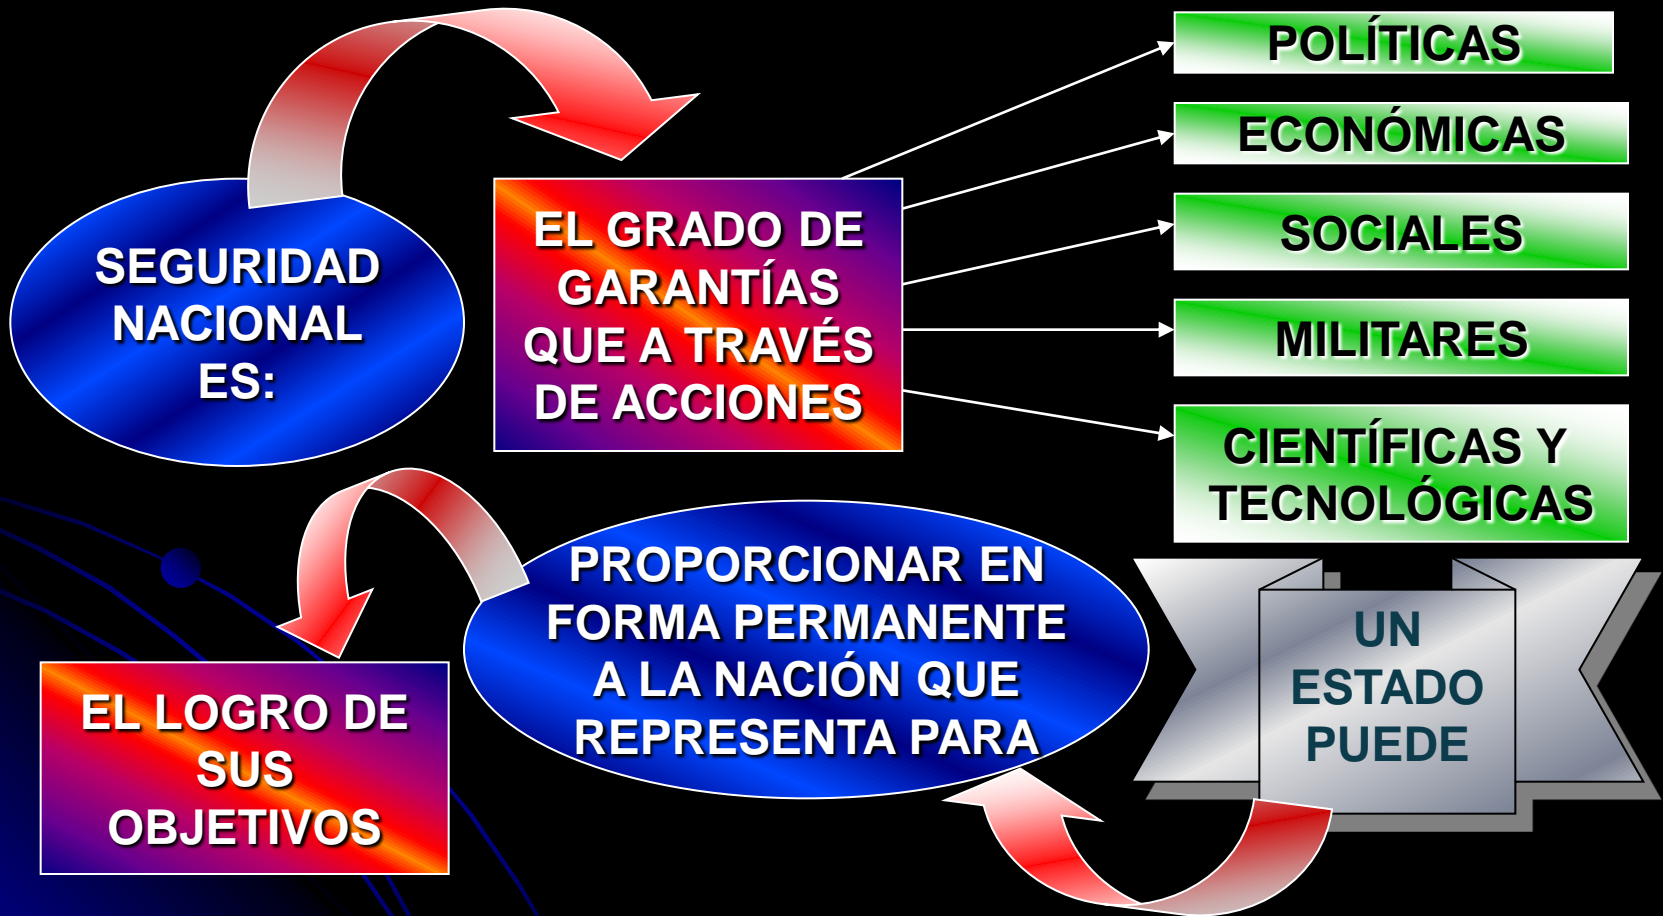 SEGURIDAD
NACIONAL
ES:
EL GRADO DE
GARANTÍAS
QUE A TRAVÉS
DE ACCIONES
POLÍTICAS
ECONÓMICAS
SOCIALES
MILITARES
CIENTÍFICAS Y
TECNOLÓGICAS
UN
ESTADO
PUEDE
PROPORCIONAR EN
FORMA PERMANENTE
A LA NACIÓN QUE
REPRESENTA PARA
EL LOGRO DE
SUS
OBJETIVOS